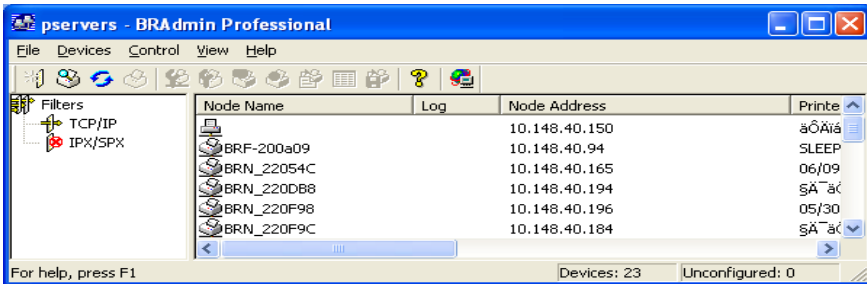 pservers - BRAdmin Professional
File Devices Control View Help
Filters
TCP/IP
IPX/SPX
Node Name Log Node Address Printe
10.148.40.150 äÔÄïá
BRF-200a09 10.148.40.94 SLEEP
BRN_22054C 10.148.40.165 06/09
BRN_220DB8 10.148.40.194 §Ä¯äÓ
BRN_220F98 10.148.40.196 05/30
BRN_220F9C 10.148.40.184
For help, press F1 Devices: 23 Unconfigured: 0